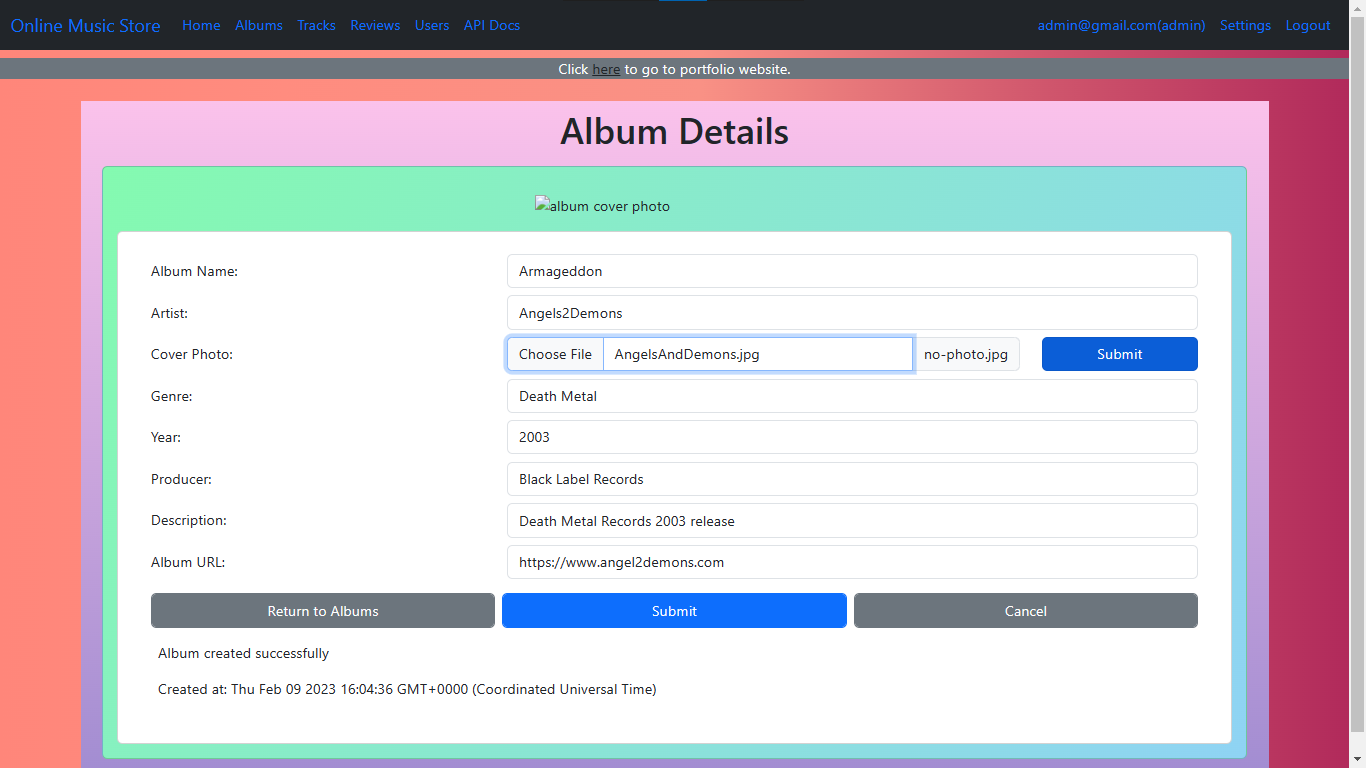 Online Music Store Home Albums Tracks Reviews Users API Docs admin@gmail.com(admin) Settings Logout
Click here to go to portfolio website.
Album Details
album cover photo
Album Name: Armageddon
Artist: Angels2Demons
Cover Photo: Choose File AngelsAndDemons.jpg no-photo.jpg Submit
Genre: Death Metal
Year: 2003
Producer: Black Label Records
Description: Death Metal Records 2003 release
Album URL: https://www.angel2demons.com
Return to Albums Submit Cancel
Album created successfully
Created at: Thu Feb 09 2023 16:04:36 GMT+0000 (Coordinated Universal Time)